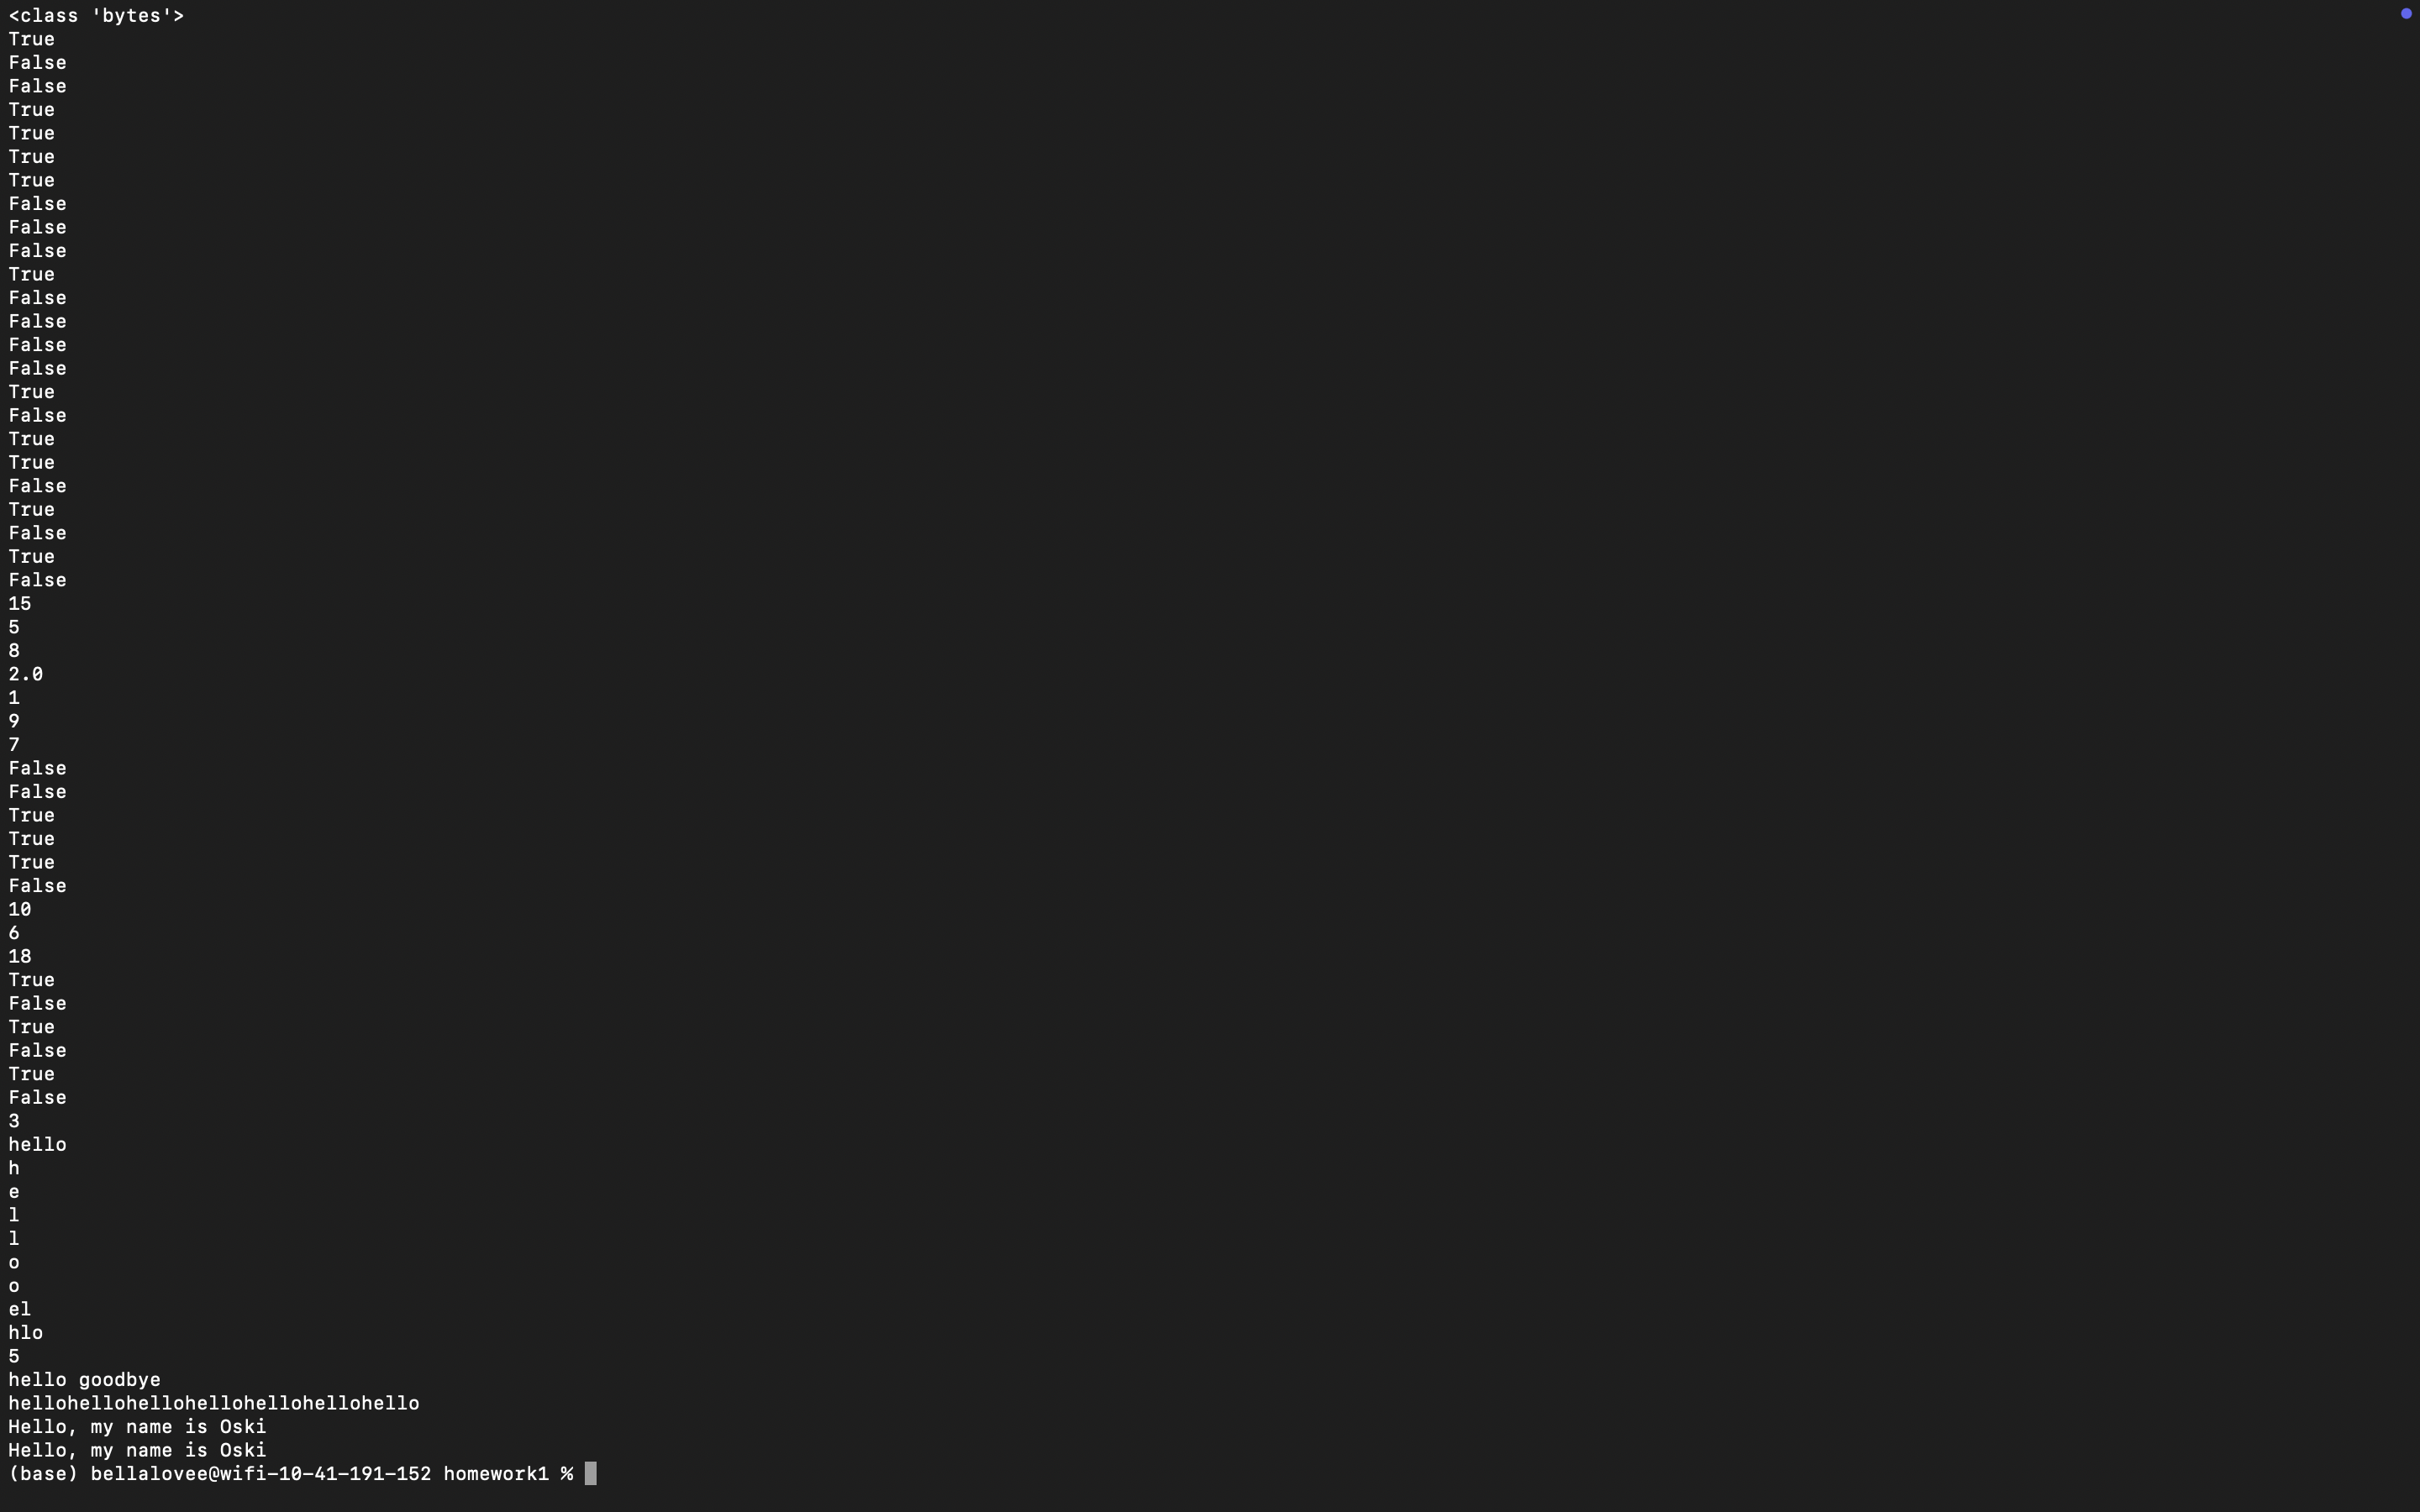 <class 'bytes'>
True
False
False
True
True
True
True
False
False
False
True
False
False
False
False
True
False
True
True
False
True
False
True
False
15
5
8
2.0
1
9
7
False
False
True
True
True
False
10
6
18
True
False
True
False
True
False
3
hello
h
e
l
l
o
o
el
hlo
5
hello goodbye
hellohellohellohellohellohellohello
Hello, my name is Oski
Hello, my name is Oski
(base) bellalovee@wifi-10-41-191-152 homework1 %